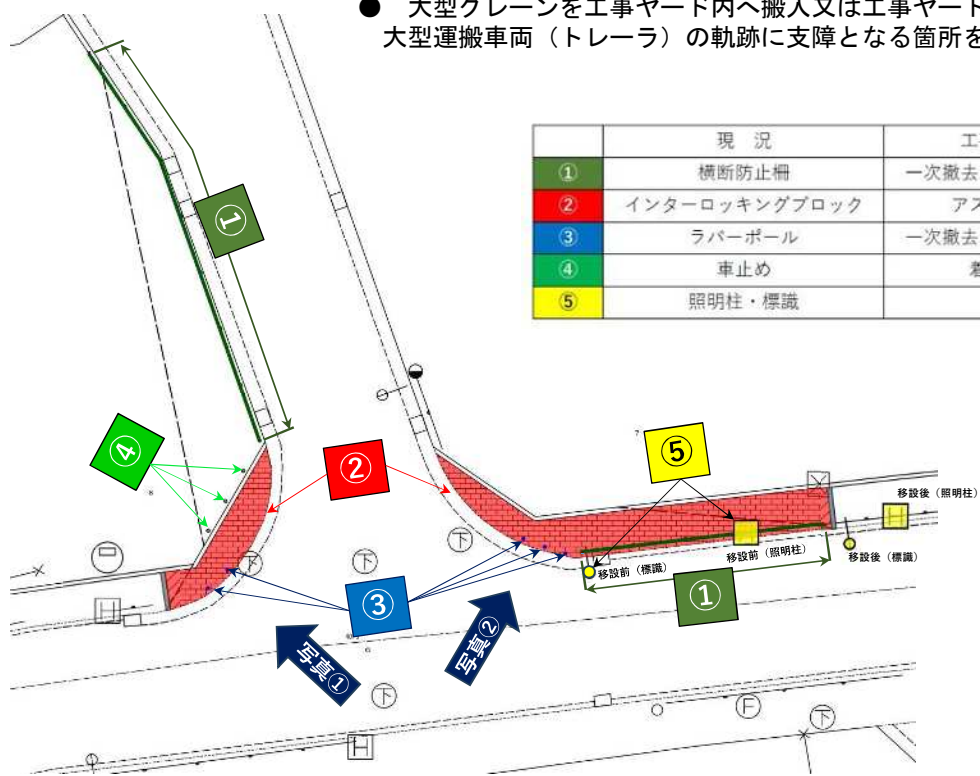 ● 大型クレーンを工事ヤード内へ搬入又は工事ヤード
大型運搬車両（トレーラ）の軌跡に支障となる箇所を
現 況 工
① 横断防止柵 一次撤去
② インターロッキングブロック アス
③ ラバーポール 一次撤去
④ 車止め
⑤ 照明柱・標識
①
④
②
⑤
移設後（照明柱）
移設前（照明柱）
移設後（標識）
移設前（標識）
③
①
写真①
写真②
下
下
下
下
下
H
H
H